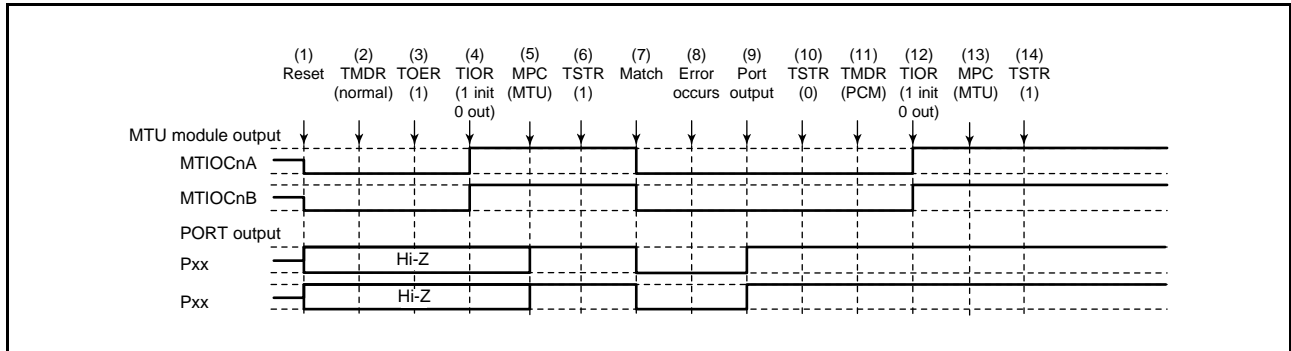 (1) (2) (3) (4) (5) (6) (7) (8) (9) (10) (11) (12) (13) (14)
Reset TMDR TOER TIOR MPC TSTR Match Error Port TSTR TMDR TIOR MPC TSTR
(normal) (1) (1 init (MTU) (1) occurs output (0) (PCM) (1 init (MTU) (1)
0 out) 0 out)
MTU module output
MTIOCnA
MTIOCnB
PORT output
Pxx Hi-Z
Pxx Hi-Z